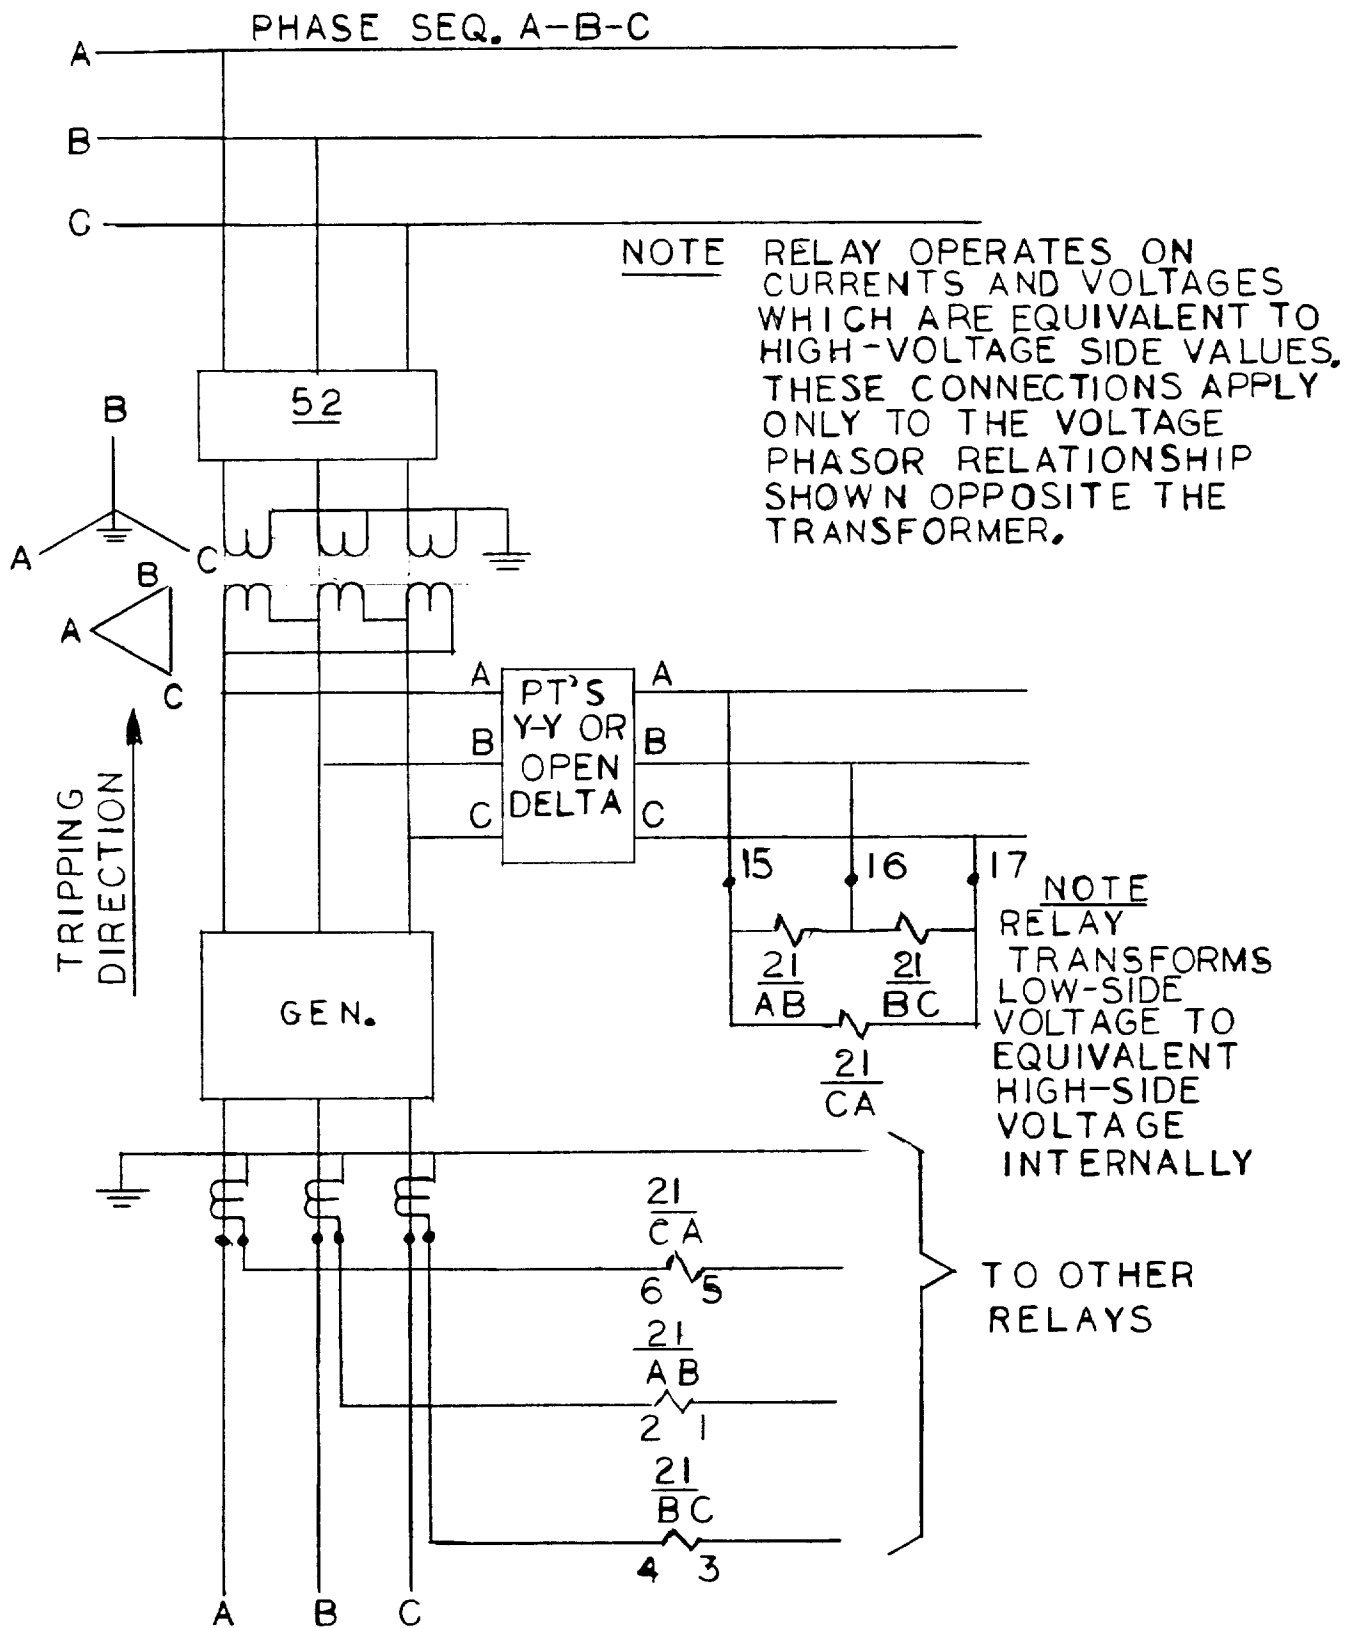 PHASE SEQ. A-B-C
A
B
C
NOTE RELAY OPERATES ON
CURRENTS AND VOLTAGES
WHICH ARE EQUIVALENT TO
HIGH-VOLTAGE SIDE VALUES.
THESE CONNECTIONS APPLY
ONLY TO THE VOLTAGE
PHASOR RELATIONSHIP
SHOWN OPPOSITE THE
TRANSFORMER.
52
B
A
C
B
A
C
TRIPPING
DIRECTION
A
B
C
PT'S
Y-Y OR
OPEN
DELTA
A
B
C
15
16
17
21
AB
21
BC
21
CA
NOTE
RELAY
TRANSFORMS
LOW-SIDE
VOLTAGE TO
EQUIVALENT
HIGH-SIDE
VOLTAGE
INTERNALLY
GEN.
21
CA
6 5
21
AB
2 1
21
BC
4 3
TO OTHER
RELAYS
A B C